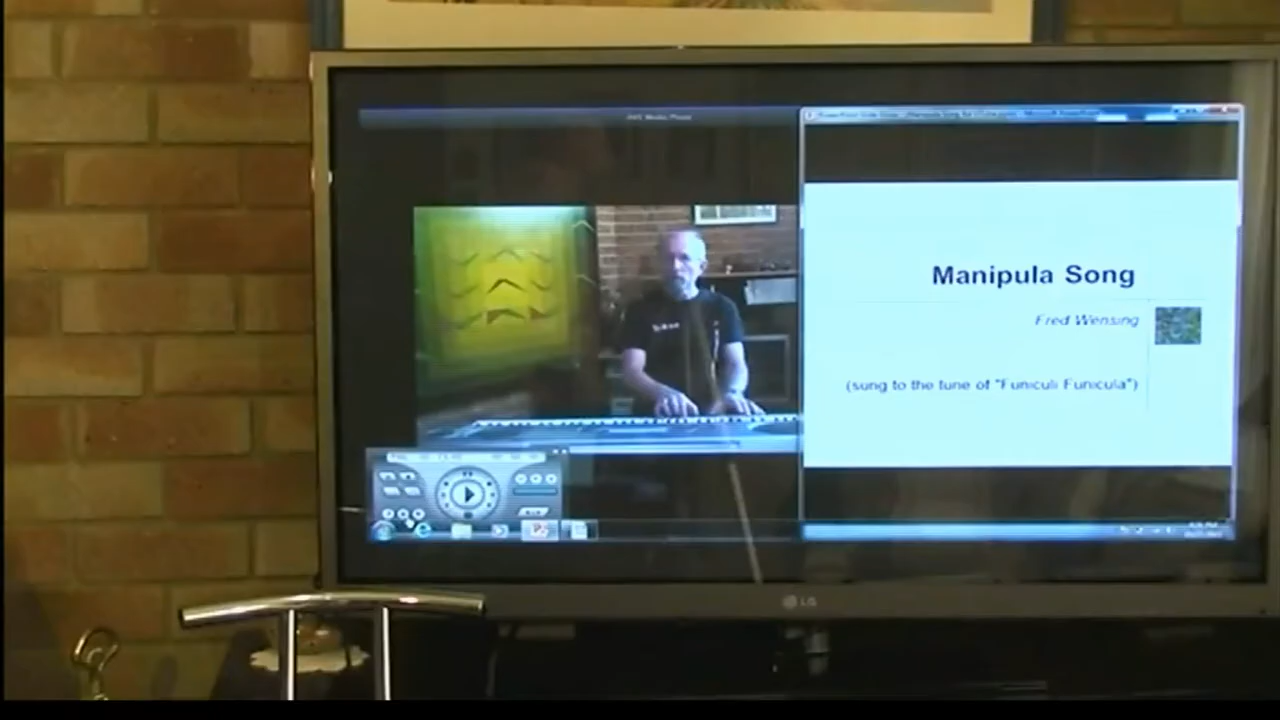 Manipula Song
Fred Wensing
(sung to the tune of "Funiculi Funicula")
LG